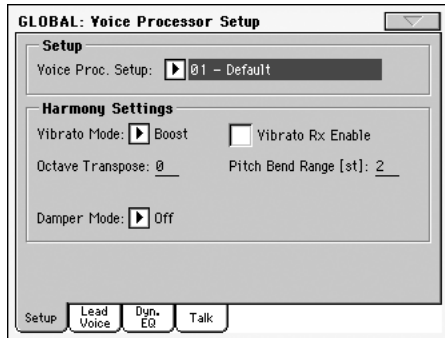 GLOBAL: Voice Processor Setup
Setup
Voice Proc. Setup: 01 - Default
Harmony Settings
Vibrato Mode: Boost Vibrato Rx Enable
Octave Transpose: 0 Pitch Bend Range [st]: 2
Damper Mode: Off
Setup Lead Voice Dyn. EQ Talk